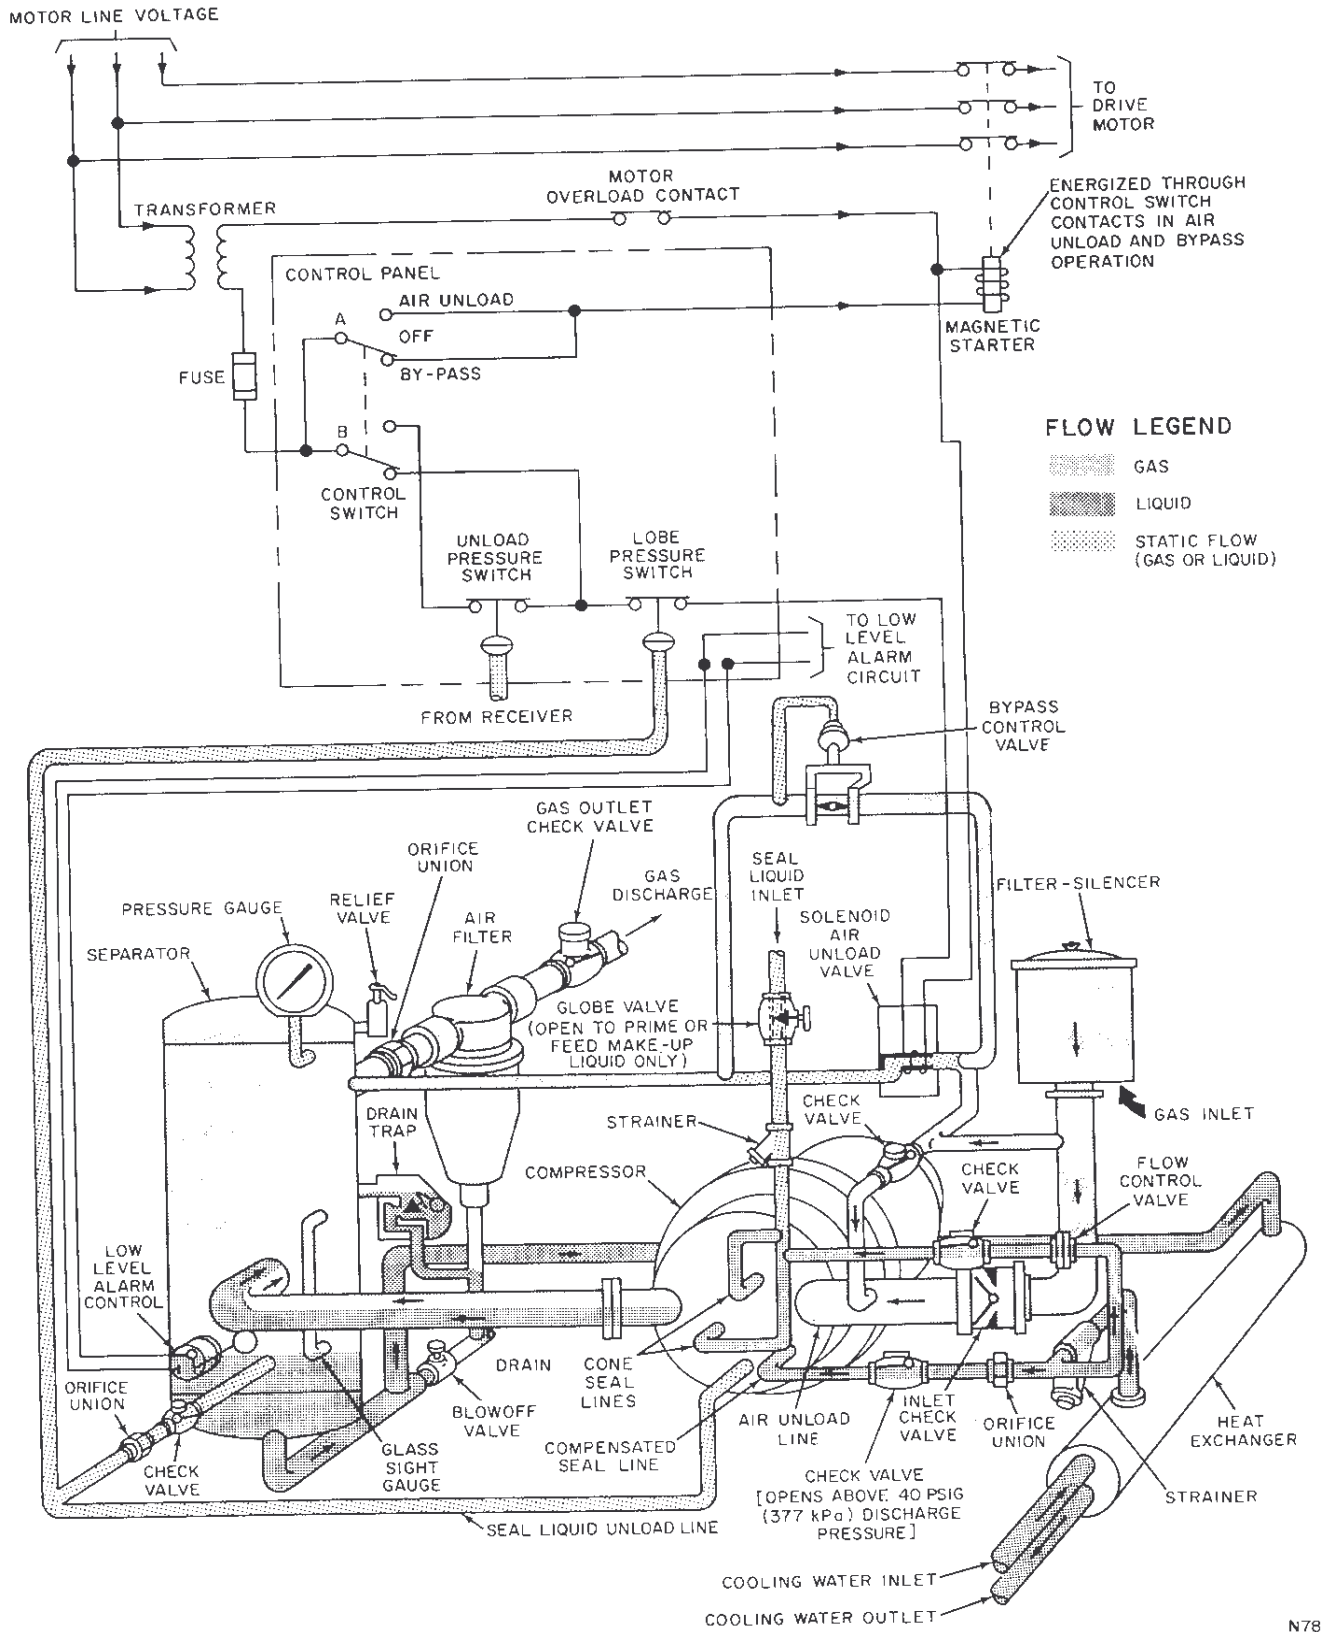 MOTOR LINE VOLTAGE
TO
DRIVE
MOTOR
MOTOR
OVERLOAD CONTACT
ENERGIZED THROUGH
CONTROL SWITCH
CONTACTS IN AIR
UNLOAD AND BYPASS
OPERATION
TRANSFORMER
CONTROL PANEL
AIR UNLOAD
A
OFF
BY-PASS
MAGNETIC
STARTER
FUSE
B
CONTROL
SWITCH
FLOW LEGEND
GAS
LIQUID
STATIC FLOW
(GAS OR LIQUID)
UNLOAD
PRESSURE
SWITCH
LOBE
PRESSURE
SWITCH
TO LOW
LEVEL
ALARM
CIRCUIT
FROM RECEIVER
BYPASS
CONTROL
VALVE
GAS OUTLET
CHECK VALVE
ORIFICE
UNION
SEAL
LIQUID
INLET
GAS
DISCHARGE
FILTER-SILENCER
PRESSURE GAUGE
RELIEF
VALVE
AIR
FILTER
SOLENOID
AIR
UNLOAD
VALVE
SEPARATOR
GLOBE VALVE
(OPEN TO PRIME OR
FEED MAKE-UP
LIQUID ONLY)
DRAIN
TRAP
STRAINER
CHECK
VALVE
GAS INLET
COMPRESSOR
CHECK
VALVE
FLOW
CONTROL
VALVE
LOW
LEVEL
ALARM
CONTROL
DRAIN
CONE
SEAL
LINES
ORIFICE
UNION
BLOWOFF
VALVE
AIR UNLOAD
LINE
INLET
CHECK
VALVE
ORIFICE
UNION
HEAT
EXCHANGER
CHECK
VALVE
GLASS
SIGHT
GAUGE
COMPENSATED
SEAL LINE
CHECK VALVE
[OPENS ABOVE 40 PSIG
(377 kPa) DISCHARGE
PRESSURE]
STRAINER
SEAL LIQUID UNLOAD LINE
COOLING WATER INLET
COOLING WATER OUTLET
N78